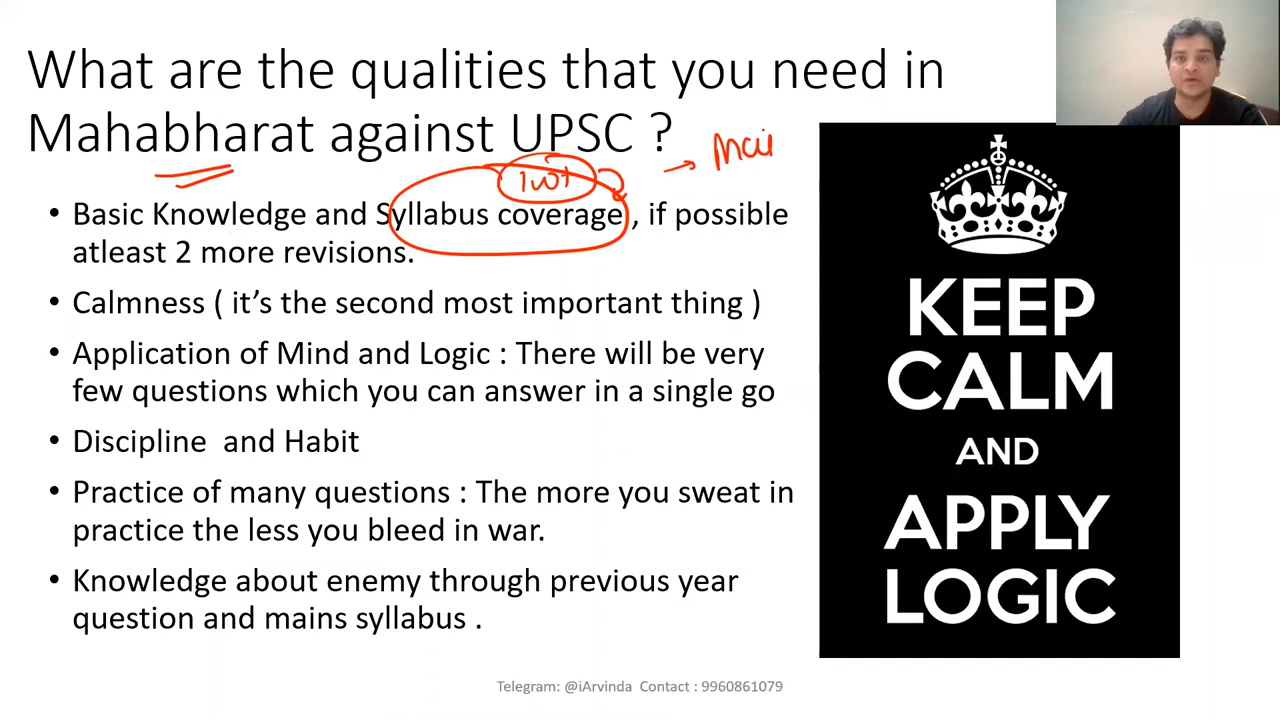 What are the qualities that you need in
Mahabharat against UPSC ?
• Basic Knowledge and Syllabus coverage , if possible
atleast 2 more revisions.
• Calmness ( it’s the second most important thing )
• Application of Mind and Logic : There will be very
few questions which you can answer in a single go
• Discipline  and Habit
• Practice of many questions : The more you sweat in
practice the less you bleed in war.
• Knowledge about enemy through previous year
question and mains syllabus .
KEEP
CALM
AND
APPLY
LOGIC
Telegram: @iArvinda  Contact : 9960861079